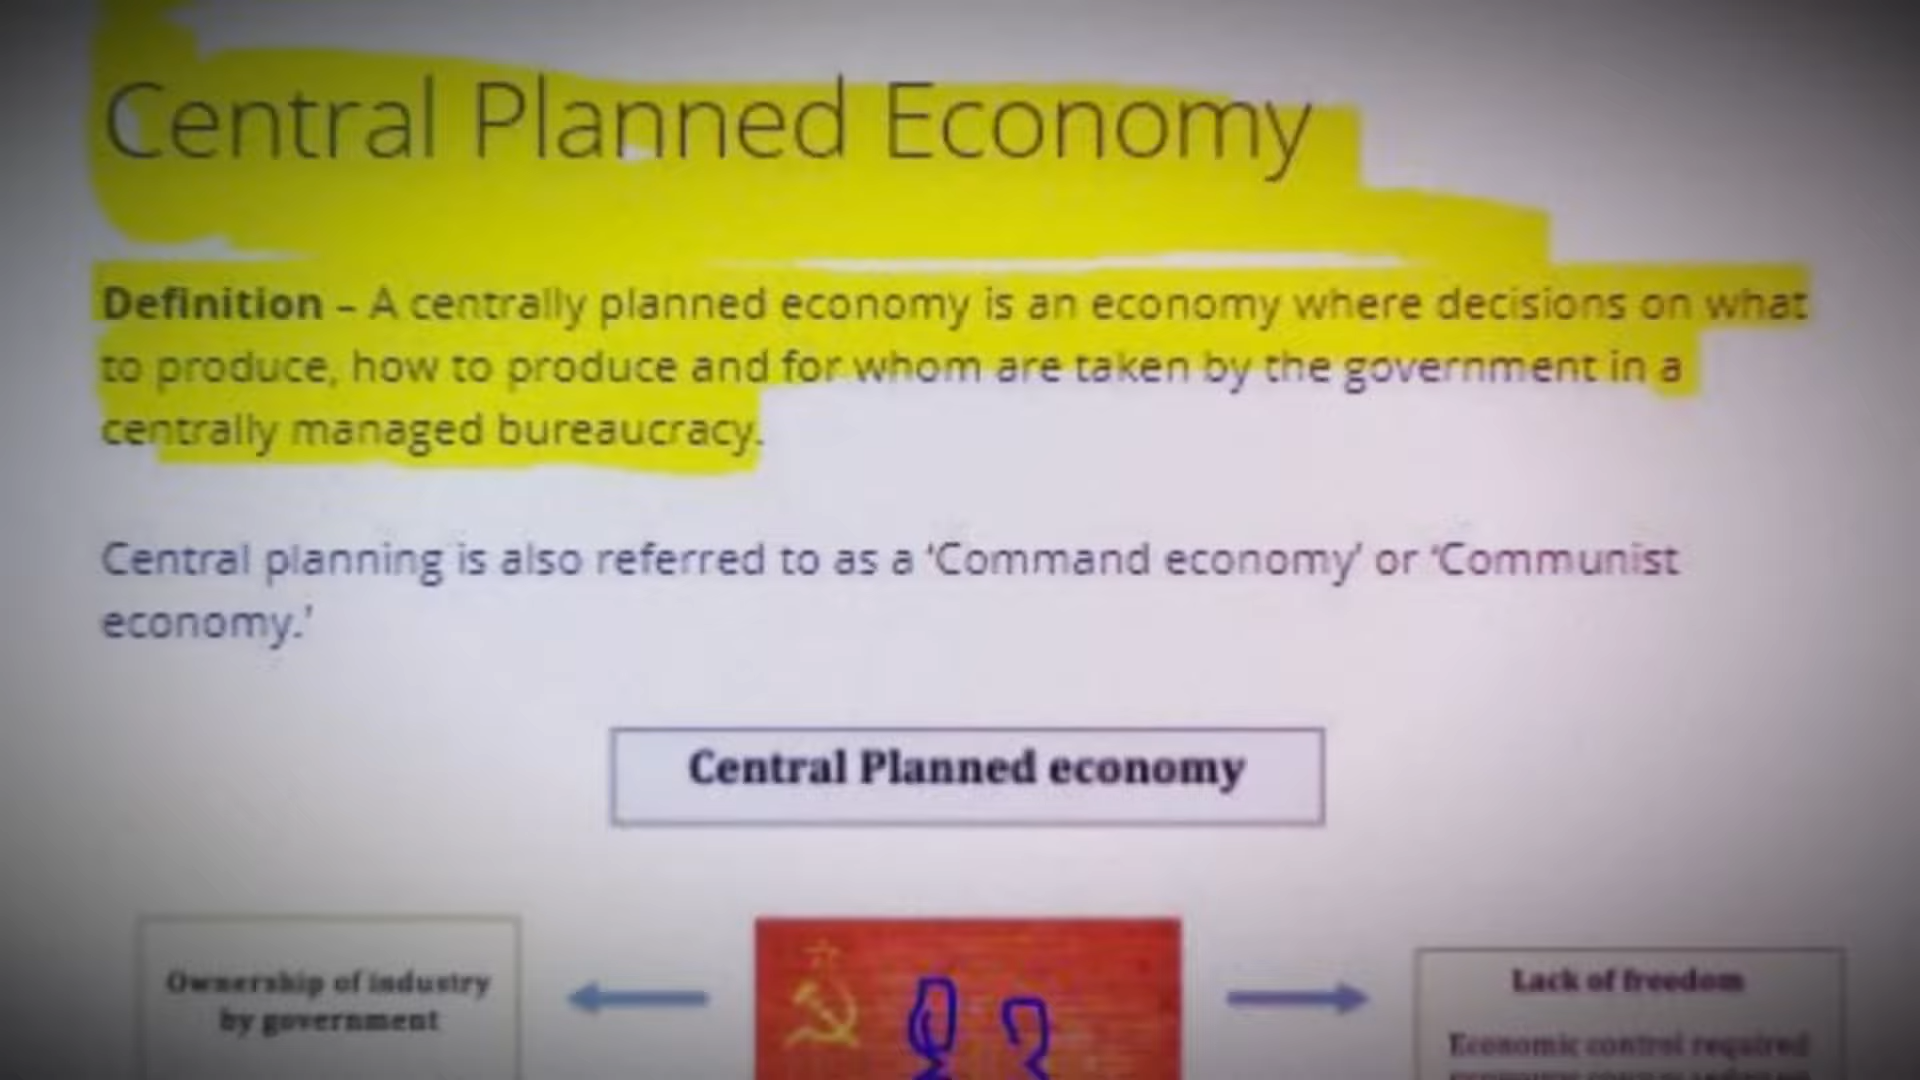 Central Planned Economy
Definition – A centrally planned economy is an economy where decisions on what
to produce, how to produce and for whom are taken by the government in a
centrally managed bureaucracy.
Central planning is also referred to as a ‘Command economy’ or ‘Communist
economy.’
Central Planned economy
Ownership of industry
by government
Lack of freedom
Economic control required